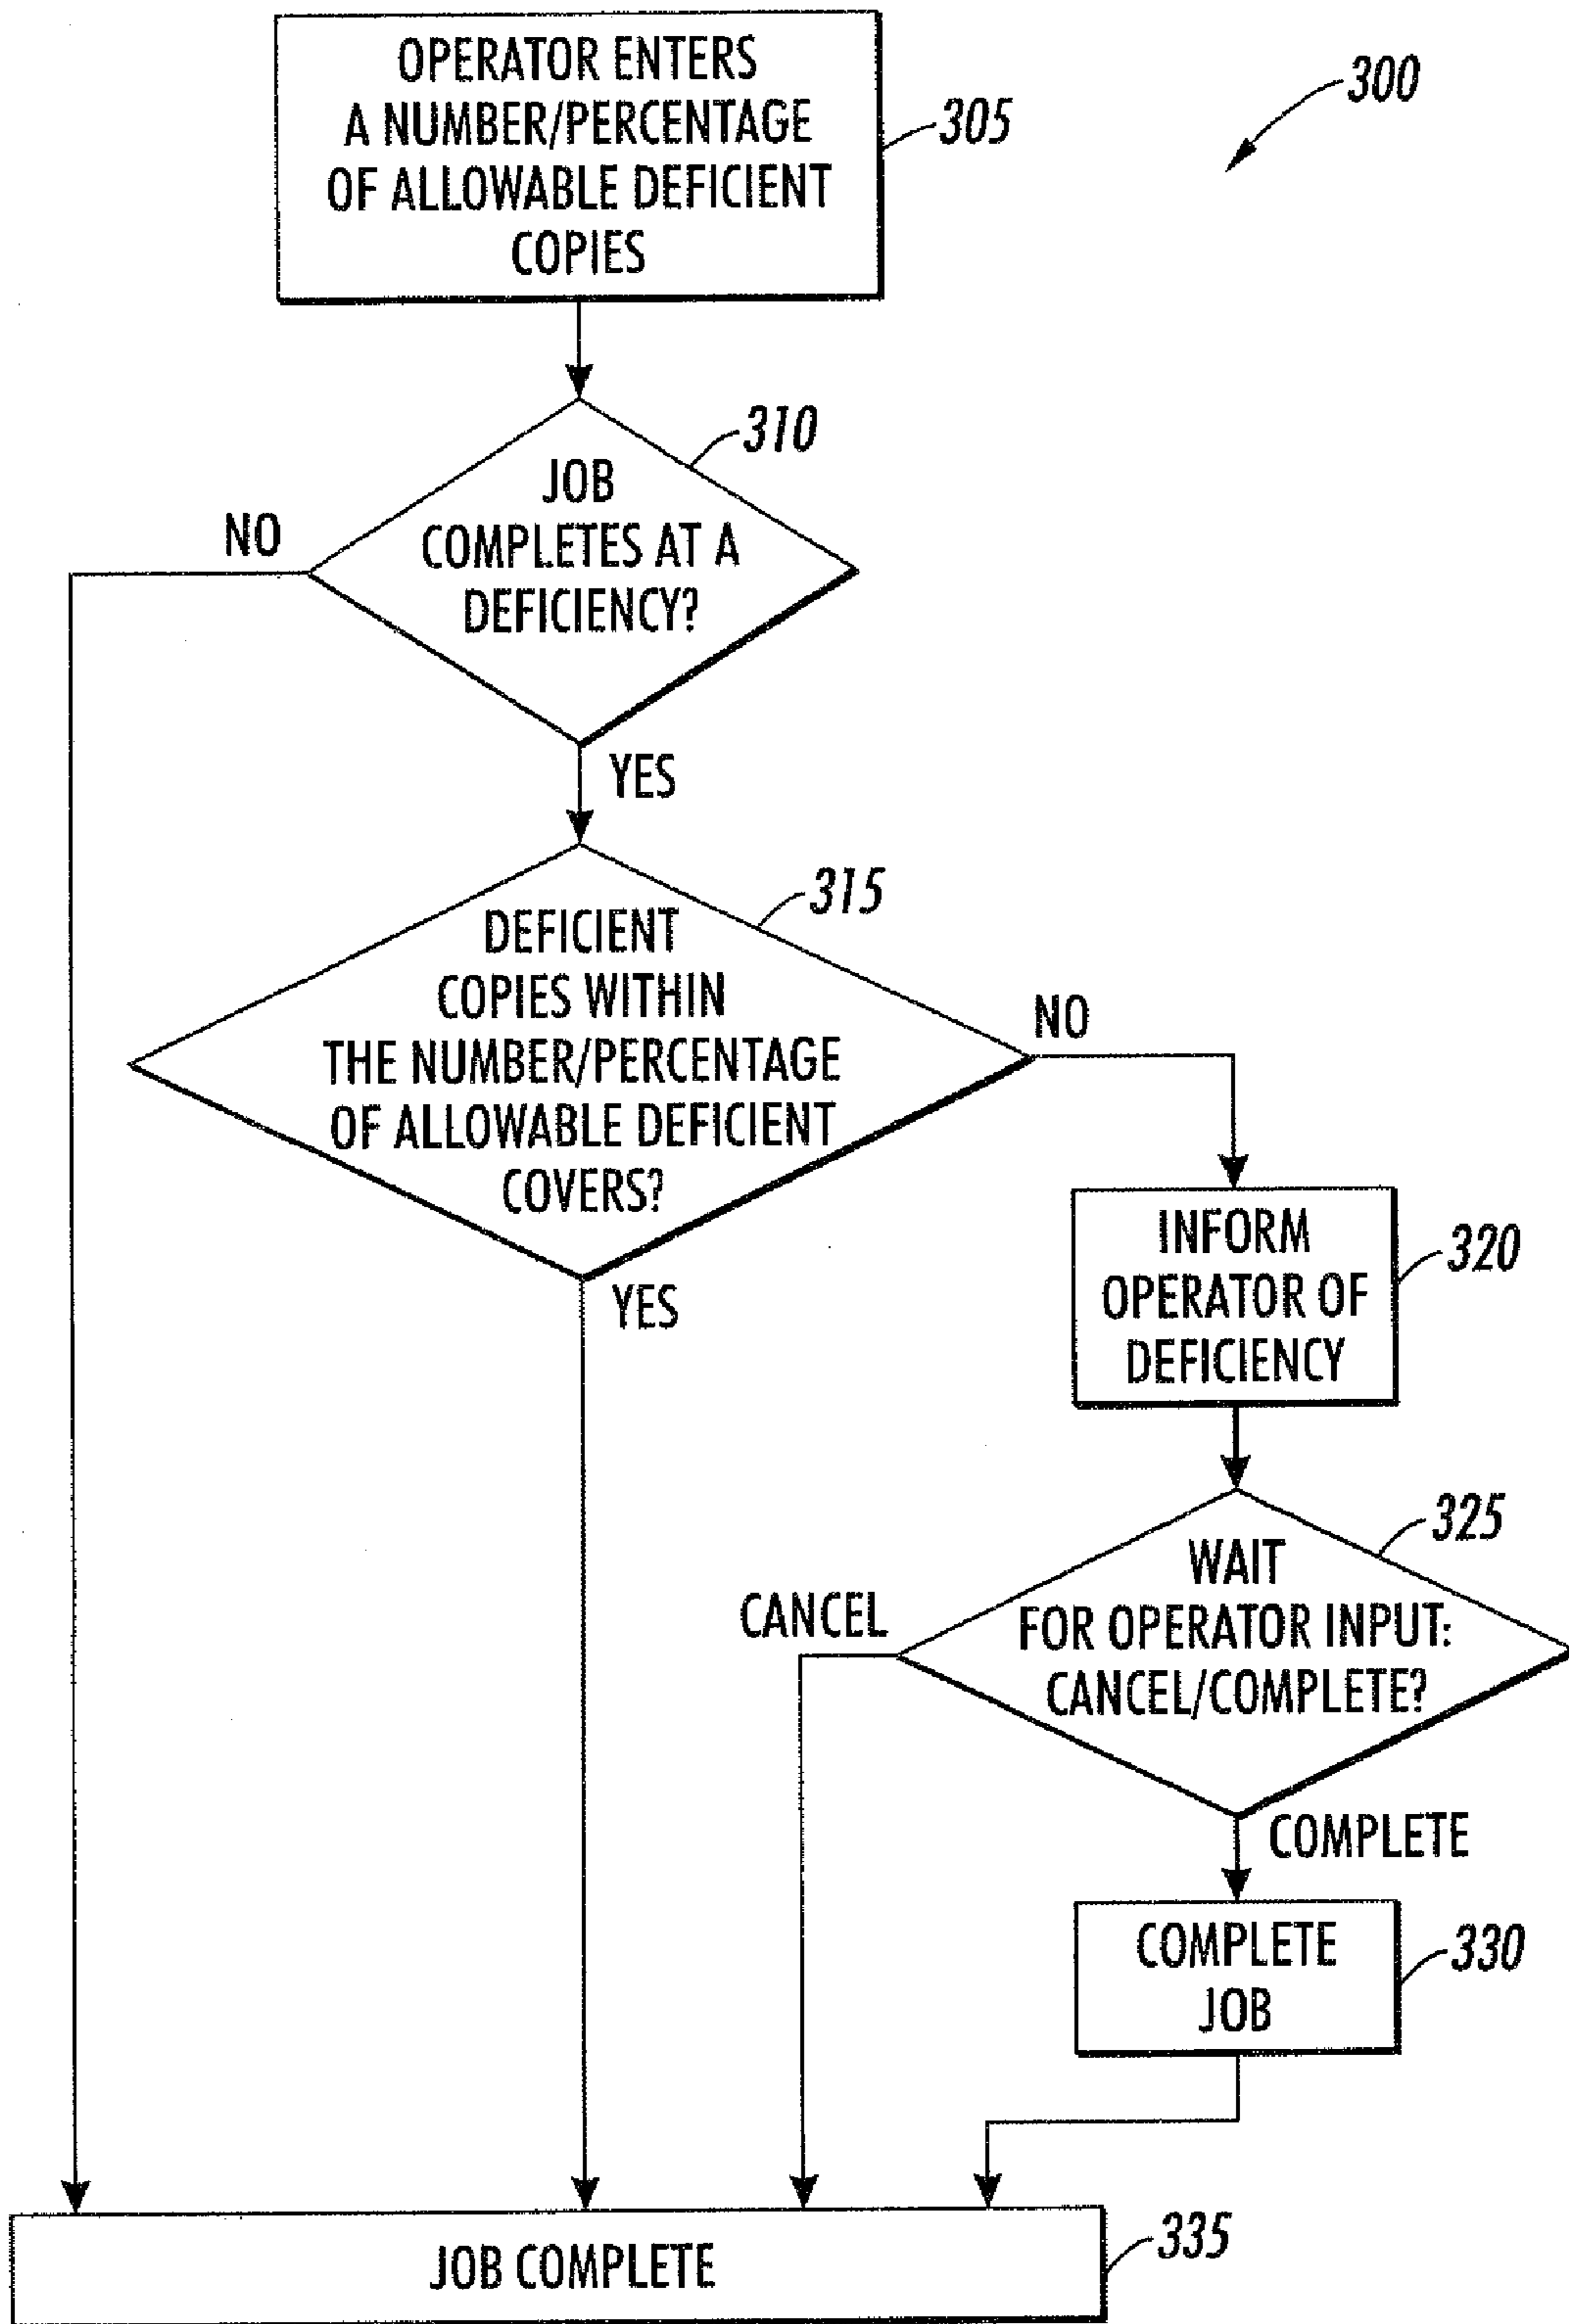 OPERATOR ENTERS
A NUMBER/PERCENTAGE
OF ALLOWABLE DEFICIENT
COPIES
305
300
310
JOB
COMPLETES AT A
DEFICIENCY?
NO
YES
315
DEFICIENT
COPIES WITHIN
THE NUMBER/PERCENTAGE
OF ALLOWABLE DEFICIENT
COVERS?
NO
YES
INFORM
OPERATOR OF
DEFICIENCY
320
325
WAIT
FOR OPERATOR INPUT:
CANCEL/COMPLETE?
CANCEL
COMPLETE
COMPLETE
JOB
330
JOB COMPLETE
335